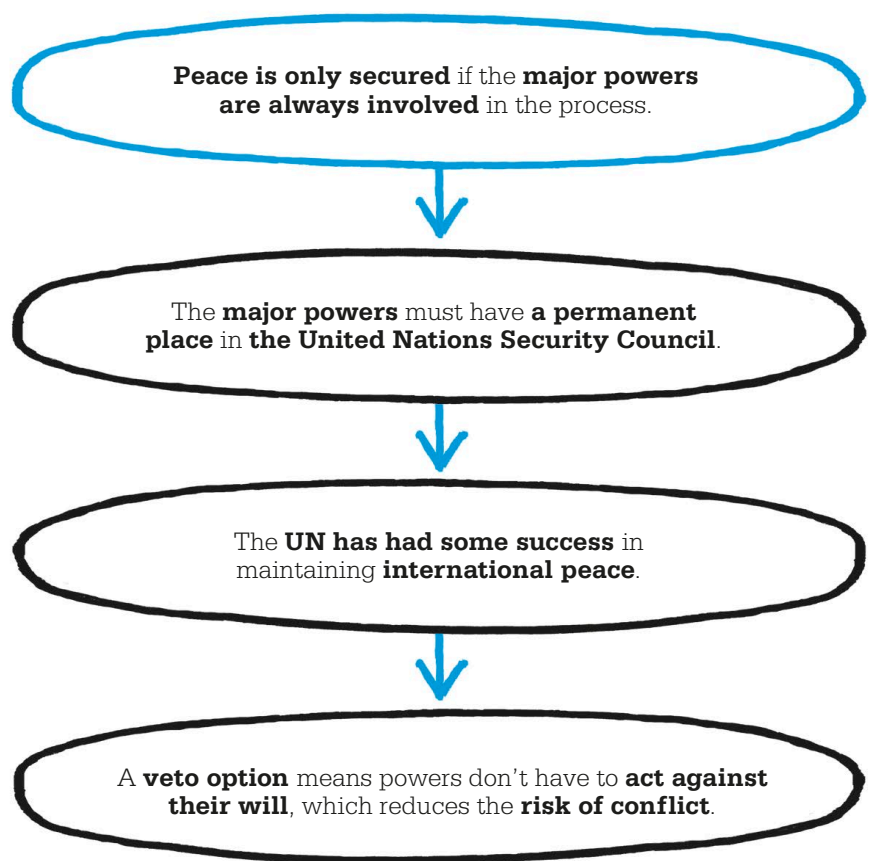 Peace is only secured if the major powers
are always involved in the process.
The major powers must have a permanent
place in the United Nations Security Council.
The UN has had some success in
maintaining international peace.
A veto option means powers don’t have to act against
their will, which reduces the risk of conflict.